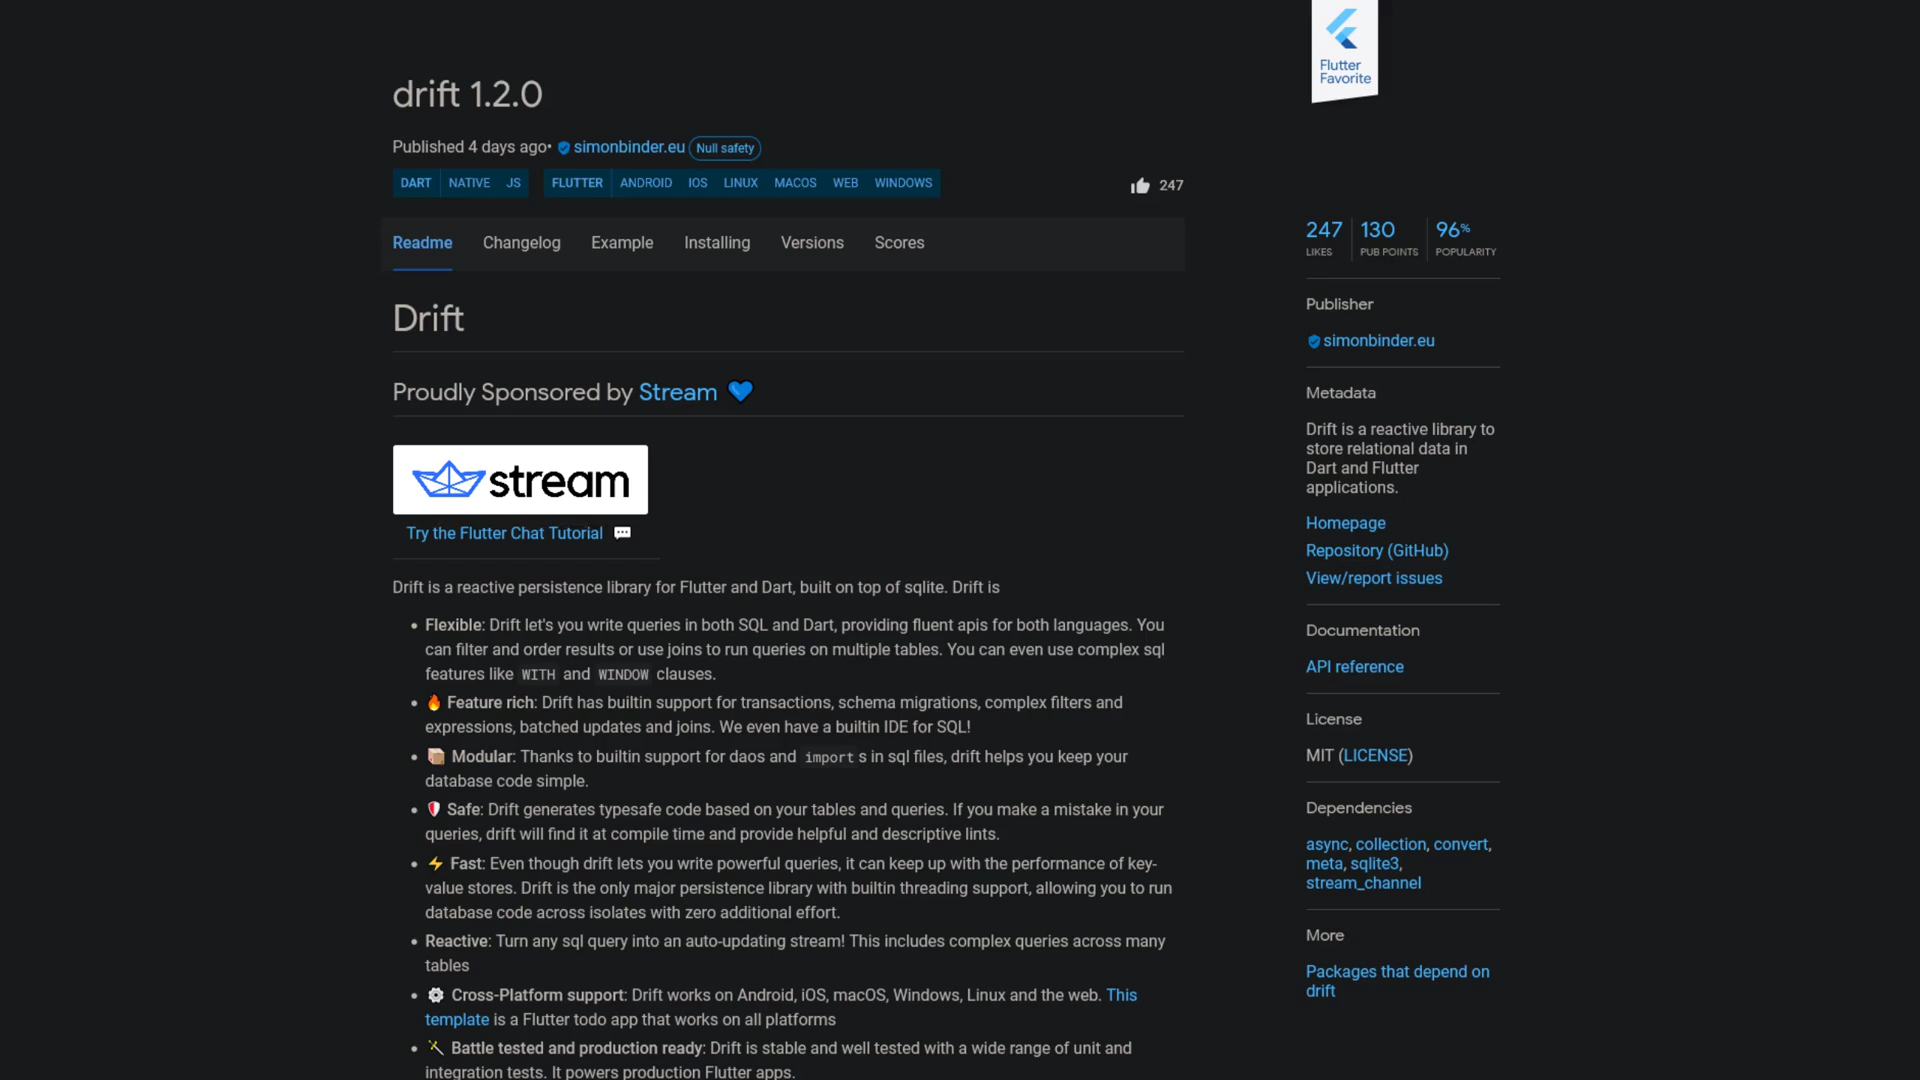 Flutter
Favorite
drift 1.2.0
Published 4 days ago• simonbinder.eu Null safety
DART NATIVE JS FLUTTER ANDROID IOS LINUX MACOS WEB WINDOWS
247
Readme Changelog Example Installing Versions Scores
Drift
Proudly Sponsored by Stream 💙
stream
Try the Flutter Chat Tutorial 💬
Drift is a reactive persistence library for Flutter and Dart, built on top of sqlite. Drift is
• Flexible: Drift let's you write queries in both SQL and Dart, providing fluent apis for both languages. You
can filter and order results or use joins to run queries on multiple tables. You can even use complex sql
features like WITH and WINDOW clauses.
• 🔥 Feature rich: Drift has builtin support for transactions, schema migrations, complex filters and
expressions, batched updates and joins. We even have a builtin IDE for SQL!
• 📦 Modular: Thanks to builtin support for daos and import s in sql files, drift helps you keep your
database code simple.
• 🛡️ Safe: Drift generates typesafe code based on your tables and queries. If you make a mistake in your
queries, drift will find it at compile time and provide helpful and descriptive lints.
• ⚡ Fast: Even though drift lets you write powerful queries, it can keep up with the performance of key-
value stores. Drift is the only major persistence library with builtin threading support, allowing you to run
database code across isolates with zero additional effort.
• Reactive: Turn any sql query into an auto-updating stream! This includes complex queries across many
tables
• ⚙️ Cross-Platform support: Drift works on Android, iOS, macOS, Windows, Linux and the web. This
template is a Flutter todo app that works on all platforms
• Battle tested and production ready: Drift is stable and well tested with a wide range of unit and
integration tests. It powers production Flutter apps.
247 130 96%
LIKES PUB POINTS POPULARITY
Publisher
simonbinder.eu
Metadata
Drift is a reactive library to
store relational data in
Dart and Flutter
applications.
Homepage
Repository (GitHub)
View/report issues
Documentation
API reference
License
MIT (LICENSE)
Dependencies
async, collection, convert,
meta, sqlite3,
stream_channel
More
Packages that depend on
drift